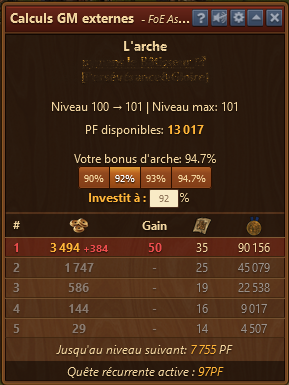 Calculs GM externes - FoE As...
L'arche
Niveau 100 → 101 | Niveau max: 101
PF disponibles: 13 017
Votre bonus d'arche: 94.7%
90% 92% 93% 94.7%
Investit à : 92 %
# Gain
1 3 494 +384 50 35 90 156
2 1 747 - 25 45 079
3 586 - 19 22 538
4 144 - 16 9 017
5 29 - 14 4 507
Jusqu'au niveau suivant: 7 755 PF
Quête récurrente active : 97PF